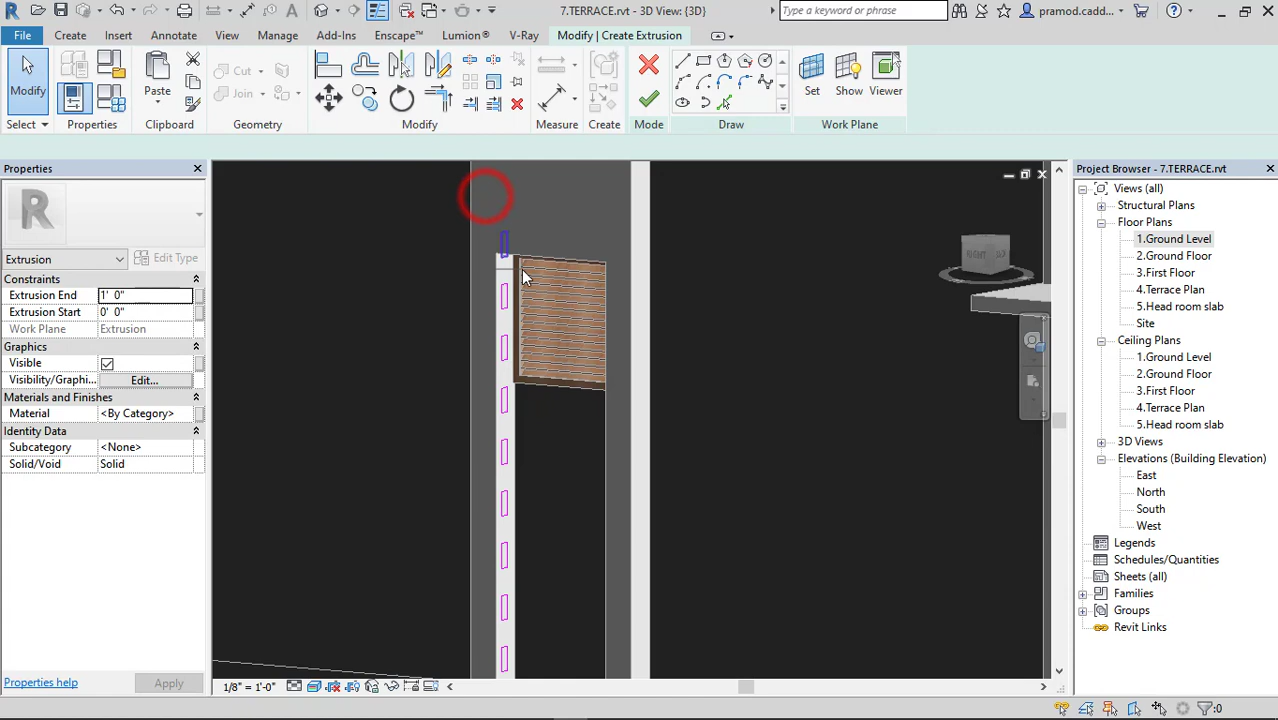 7.TERRACE.rvt - 3D View: {3D}
Type a keyword or phrase
pramod.cadd...
File
Create
Insert
Annotate
View
Manage
Add-Ins
Enscape™
Lumion®
V-Ray
Modify | Create Extrusion
Modify
Paste
Cut
Join
Set
Show
Viewer
Select
Properties
Clipboard
Geometry
Modify
Measure
Create
Mode
Draw
Work Plane
Properties
R
Extrusion
Edit Type
Constraints
Extrusion End 1' 0"
Extrusion Start 0' 0"
Work Plane Extrusion
Graphics
Visible
Visibility/Graphi... Edit...
Materials and Finishes
Material <By Category>
Identity Data
Subcategory <None>
Solid/Void Solid
Properties help
Apply
RIGHT
1/8" = 1'-0"
Project Browser - 7.TERRACE.rvt
Views (all)
Structural Plans
Floor Plans
1.Ground Level
2.Ground Floor
3.First Floor
4.Terrace Plan
5.Head room slab
Site
Ceiling Plans
1.Ground Level
2.Ground Floor
3.First Floor
4.Terrace Plan
5.Head room slab
3D Views
Elevations (Building Elevation)
East
North
South
West
Legends
Schedules/Quantities
Sheets (all)
Families
Groups
Revit Links
:0